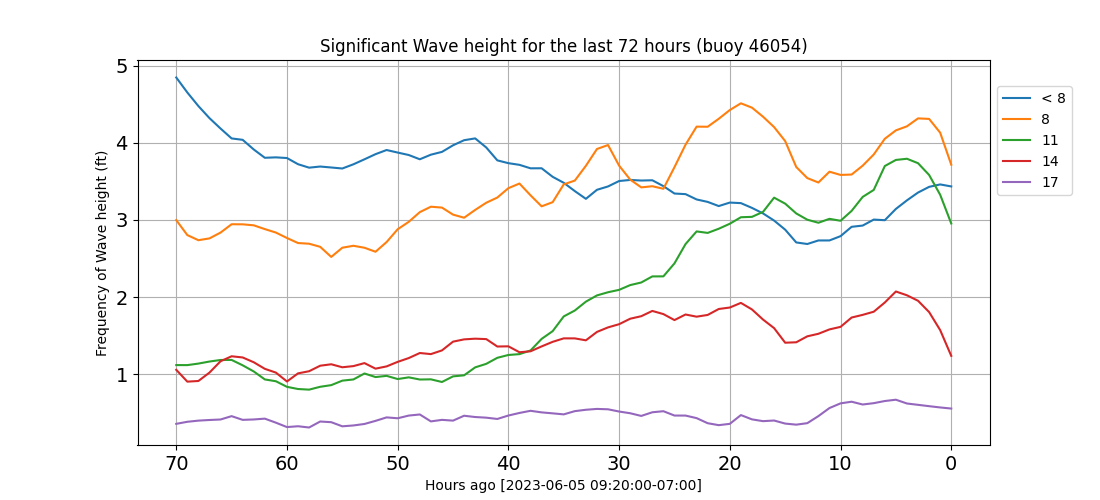 Significant Wave height for the last 72 hours (buoy 46054)
Frequency of Wave height (ft)
5
4
3
2
1
70 60 50 40 30 20 10 0
Hours ago [2023-06-05 09:20:00-07:00]
< 8
8
11
14
17